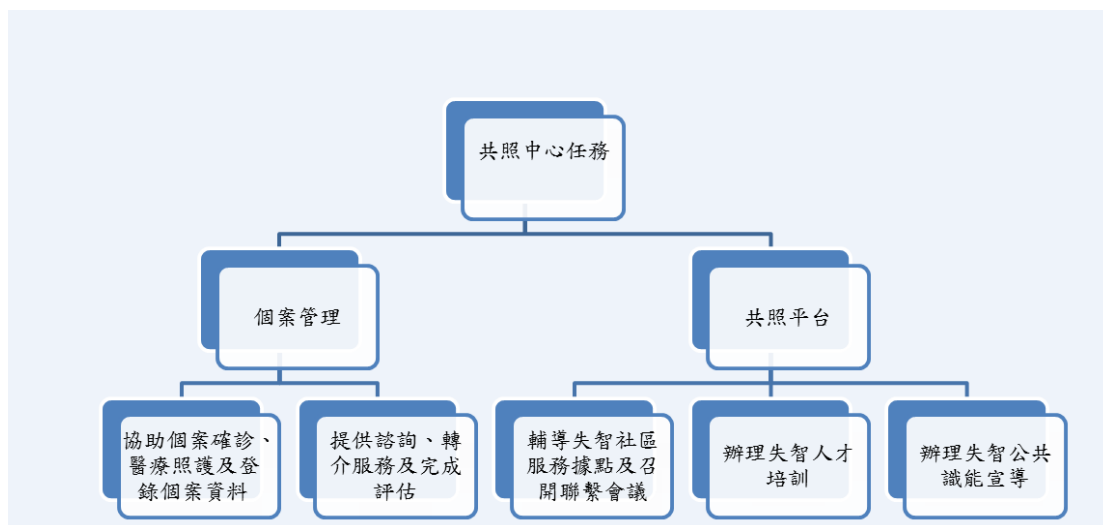 共照中心任務
個案管理
共照平台
協助個案確診、
醫療照護及登
錄個案資料
提供諮詢、轉
介服務及完成
評估
輔導失智社區
服務據點及召
開聯繫會議
辦理失智人才
培訓
辦理失智公共
識能宣導